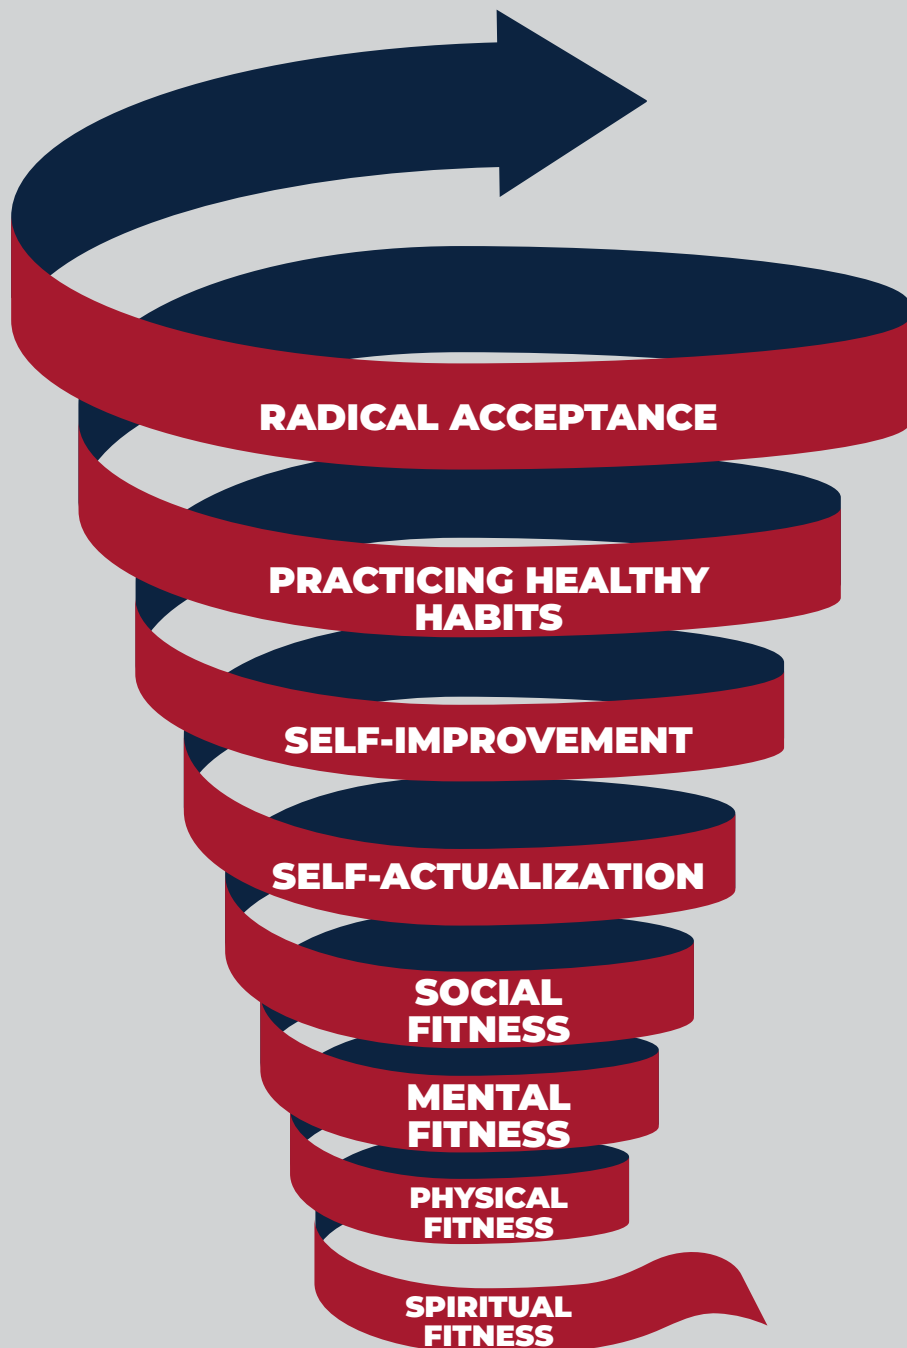 RADICAL ACCEPTANCE
PRACTICING HEALTHY
HABITS
SELF-IMPROVEMENT
SELF-ACTUALIZATION
SOCIAL
FITNESS
MENTAL
FITNESS
PHYSICAL
FITNESS
SPIRITUAL
FITNESS